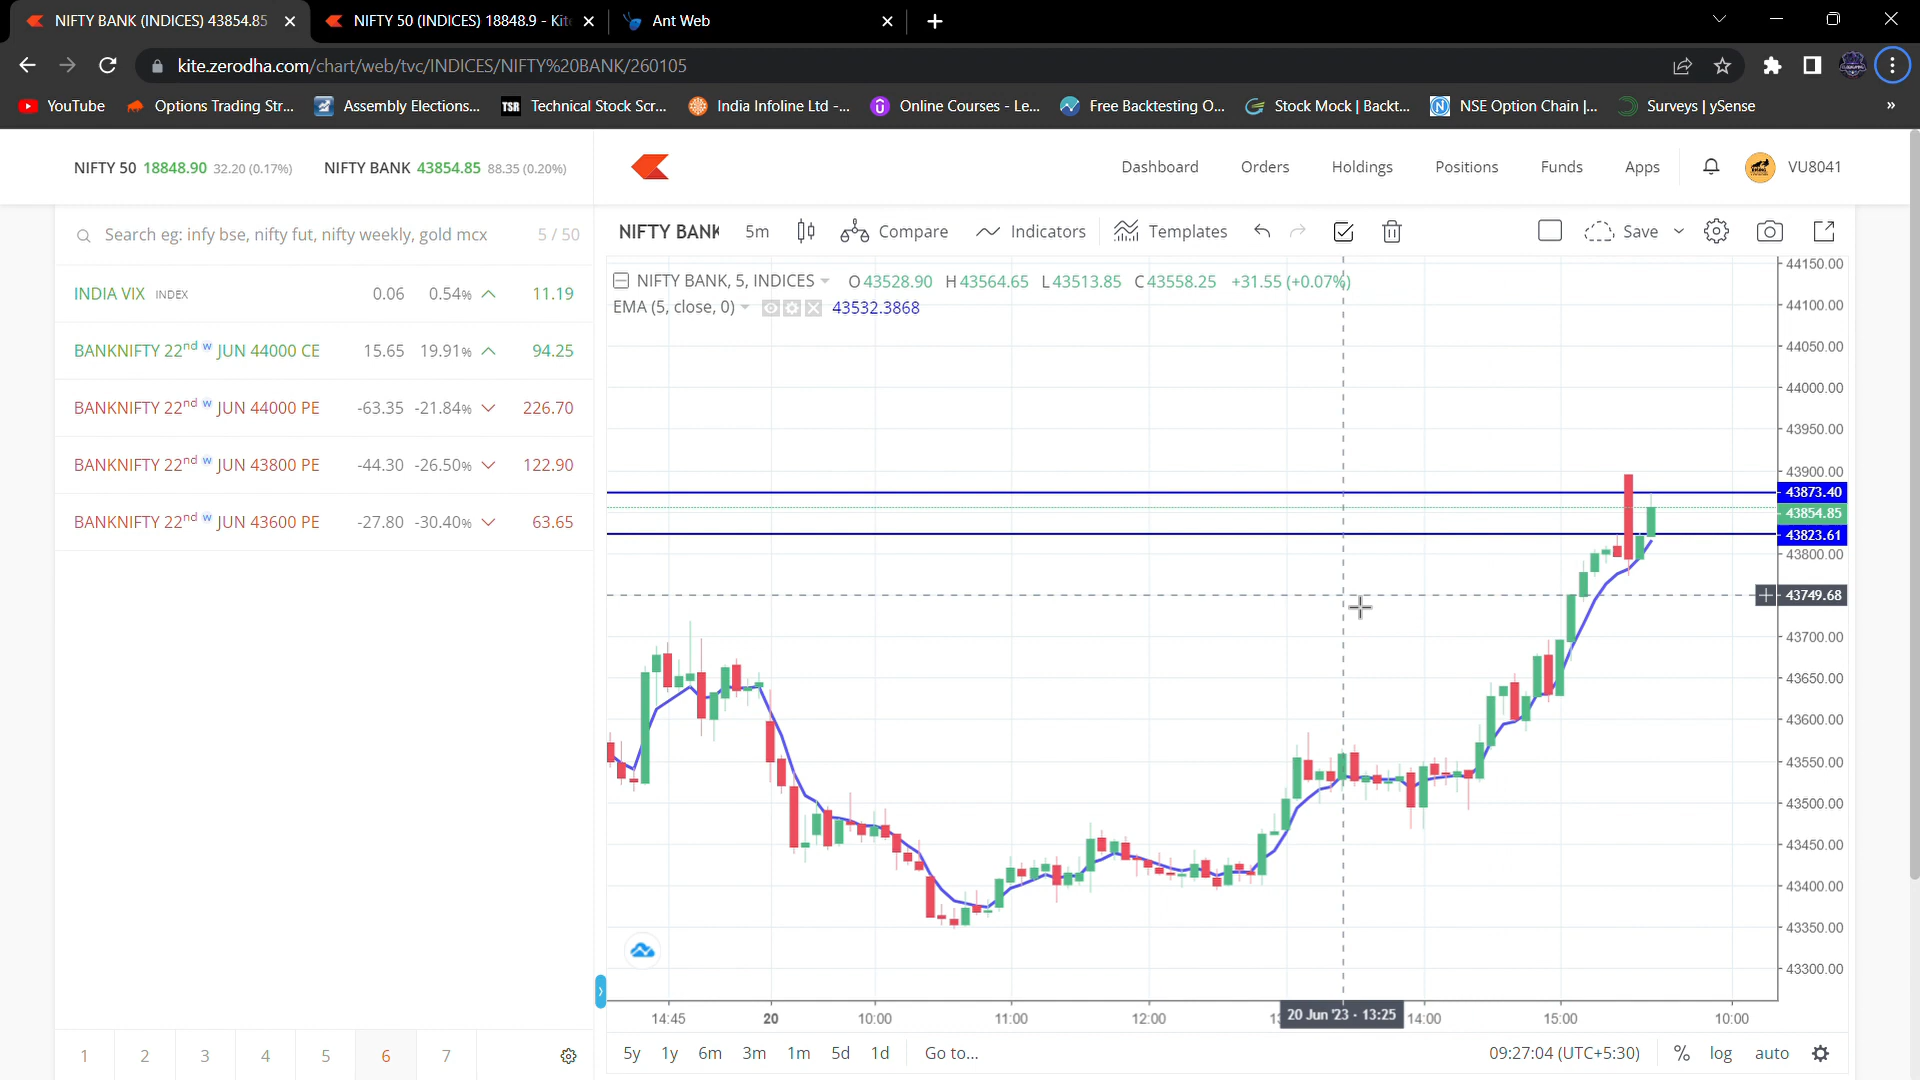 NIFTY BANK (INDICES) 43854.85
NIFTY 50 (INDICES) 18848.9 - Kit
Ant Web
kite.zerodha.com/chart/web/tvc/INDICES/NIFTY%20BANK/260105
YouTube
Options Trading Str...
Assembly Elections...
TSR Technical Stock Scr...
India Infoline Ltd -...
Online Courses - Le...
Free Backtesting O...
Stock Mock | Backt...
NSE Option Chain |...
Surveys | ySense
»
NIFTY 50 18848.90 32.20 (0.17%)
NIFTY BANK 43854.85 88.35 (0.20%)
Dashboard
Orders
Holdings
Positions
Funds
Apps
VU8041
Search eg: infy bse, nifty fut, nifty weekly, gold mcx
5 / 50
INDIA VIX INDEX 0.06 0.54% 11.19
BANKNIFTY 22nd w JUN 44000 CE 15.65 19.91% 94.25
BANKNIFTY 22nd w JUN 44000 PE -63.35 -21.84% 226.70
BANKNIFTY 22nd w JUN 43800 PE -44.30 -26.50% 122.90
BANKNIFTY 22nd w JUN 43600 PE -27.80 -30.40% 63.65
NIFTY BANK
5m
Compare
Indicators
Templates
Save
NIFTY BANK, 5, INDICES O43528.90 H43564.65 L43513.85 C43558.25 +31.55 (+0.07%)
EMA (5, close, 0) 43532.3868
44150.00
44100.00
44050.00
44000.00
43950.00
43900.00
43873.40
43854.85
43823.61
43800.00
43749.68
43700.00
43650.00
43600.00
43550.00
43500.00
43450.00
43400.00
43350.00
43300.00
14:45
20
10:00
11:00
12:00
20 Jun '23 - 13:25
14:00
15:00
10:00
1 2 3 4 5 6 7
5y 1y 6m 3m 1m 5d 1d
Go to...
09:27:04 (UTC+5:30)
% log auto